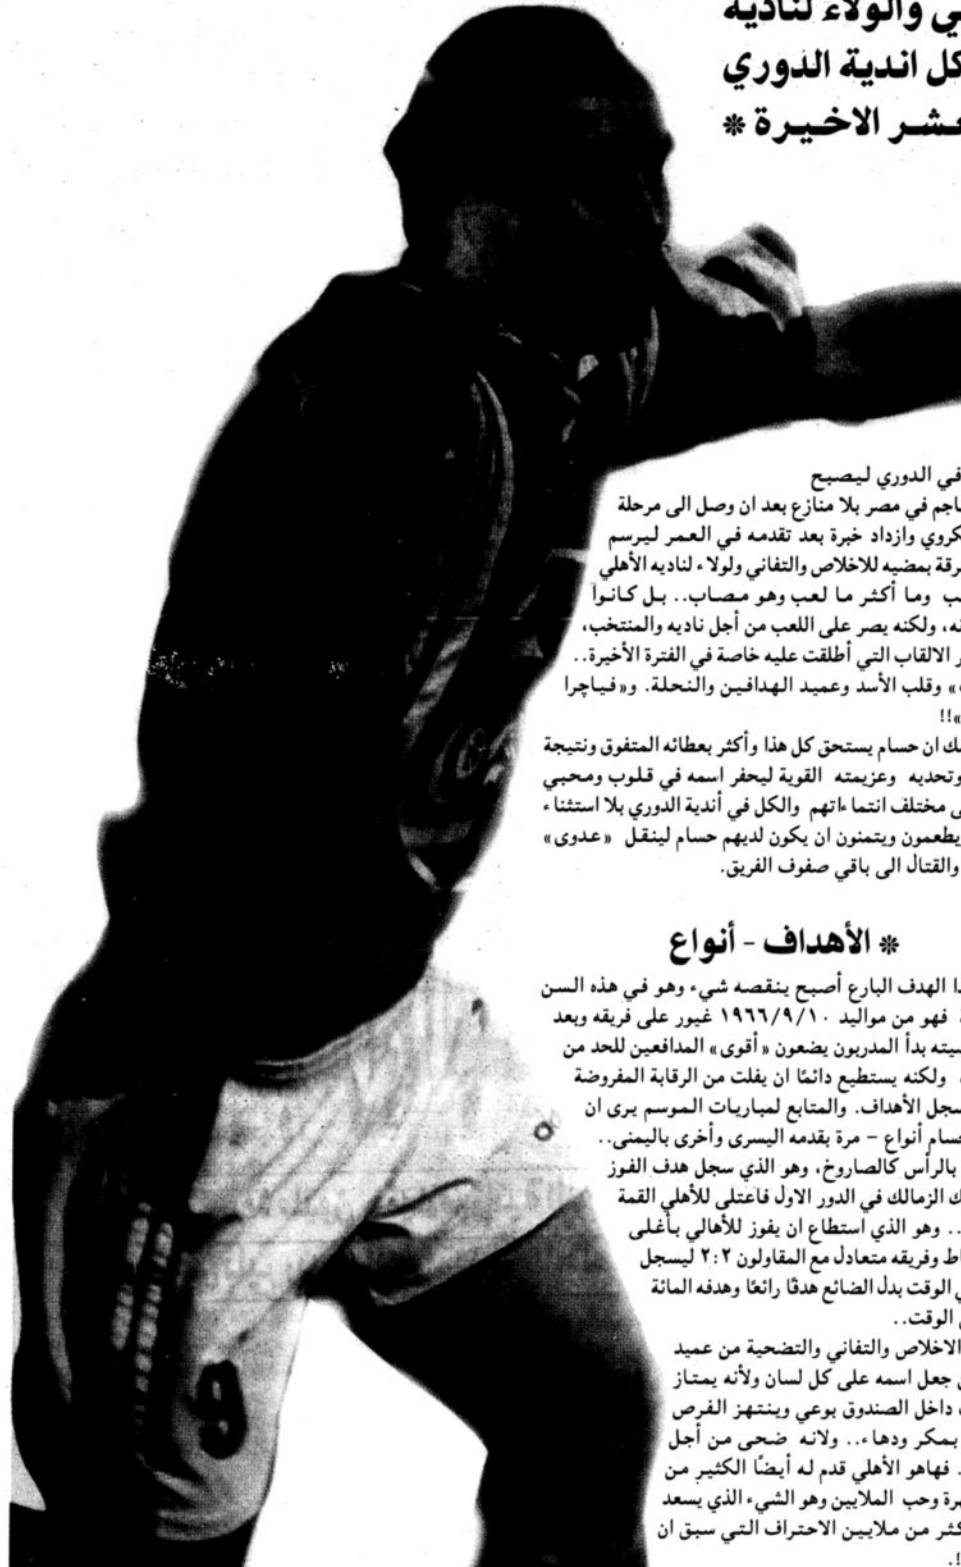 والولاء لناديه
كل اندية الدوري
عشر الاخيرة *
في الدوري ليصبح
في مصر بلا منازع بعد ان وصل الى مرحلة
وازداد خبرة بعد تقدمه في العمر ليرسم
بمضيه للاخلاص والتفاني ولولاء لناديه الأهلي
وما أكثر ما لعب وهو مصاب.. بل كانوا
ولكنه يصر على اللعب من أجل ناديه والمنتخب،
الالقاب التي أطلقت عليه خاصة في الفترة الأخيرة..
» وقلب الأسد وعميد الهدافين والنحلة. و«فياچرا
»!!
ان حسام يستحق كل هذا وأكثر بعطائه المتفوق ونتيجة
وتحديه وعزيمته القوية ليحفر اسمه في قلوب ومحبي
مختلف انتماءاتهم والكل في أندية الدوري بلا استثناء
يطعمون ويتمنون ان يكون لديهم حسام لينقل «عدوى»
والقتال الى باقي صفوف الفريق.
* الأهداف - أنواع
الهدف البارع أصبح ينقصه شيء وهو في هذه السن
فهو من مواليد ١٩٦٦/٩/١٠ غيور على فريقه وبعد
بدأ المدربون يضعون «أقوى» المدافعين للحد من
ولكنه يستطيع دائمًا ان يفلت من الرقابة المفروضة
الأهداف. والمتابع لمباريات الموسم يرى ان
حسام أنواع - مرة بقدمه اليسرى وأخرى باليمنى..
بالرأس كالصاروخ، وهو الذي سجل هدف الفوز
الزمالك في الدور الاول فاعتلى للأهلي القمة
.. وهو الذي استطاع ان يفوز للأهالي بأغلى
وفريقه متعادل مع المقاولون ٢:٢ ليسجل
الوقت بدل الضائع هدفًا رائعًا وهدفه المائة
الوقت..
الاخلاص والتفاني والتضحية من عميد
جعل اسمه على كل لسان ولأنه يمتاز
داخل الصندوق بوعي وينتهز الفرص
بمكر ودهاء.. ولانه ضحى من أجل
. فهاهو الأهلي قدم له أيضًا الكثير من
وحب الملايين وهو الشيء الذي يسعد
من ملايين الاحتراف التي سبق ان
9